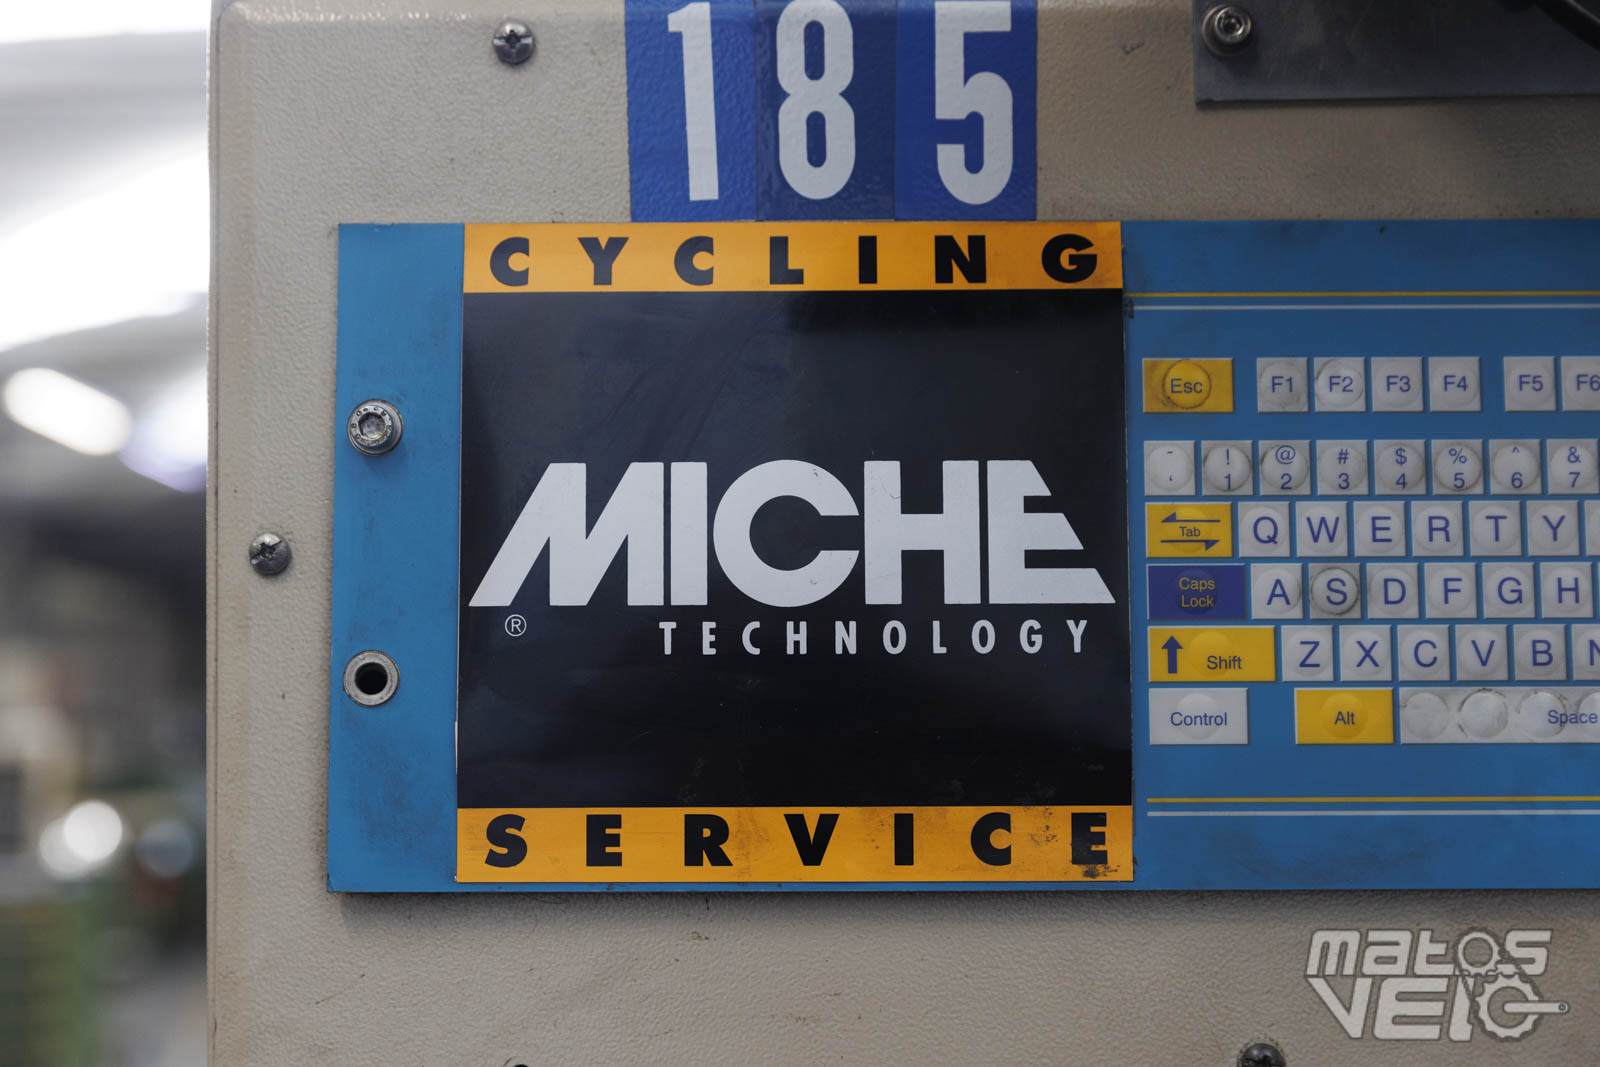 185
CYCLING
MICHE
®
TECHNOLOGY
SERVICE
Esc F1 F2 F3 F4 F5 F6
~ ! @ # $ % ^ &
` 1 2 3 4 5 6 7
Tab Q W E R T Y
Caps Lock A S D F G H
Shift Z X C V B N
Control Alt Space
matos
velo